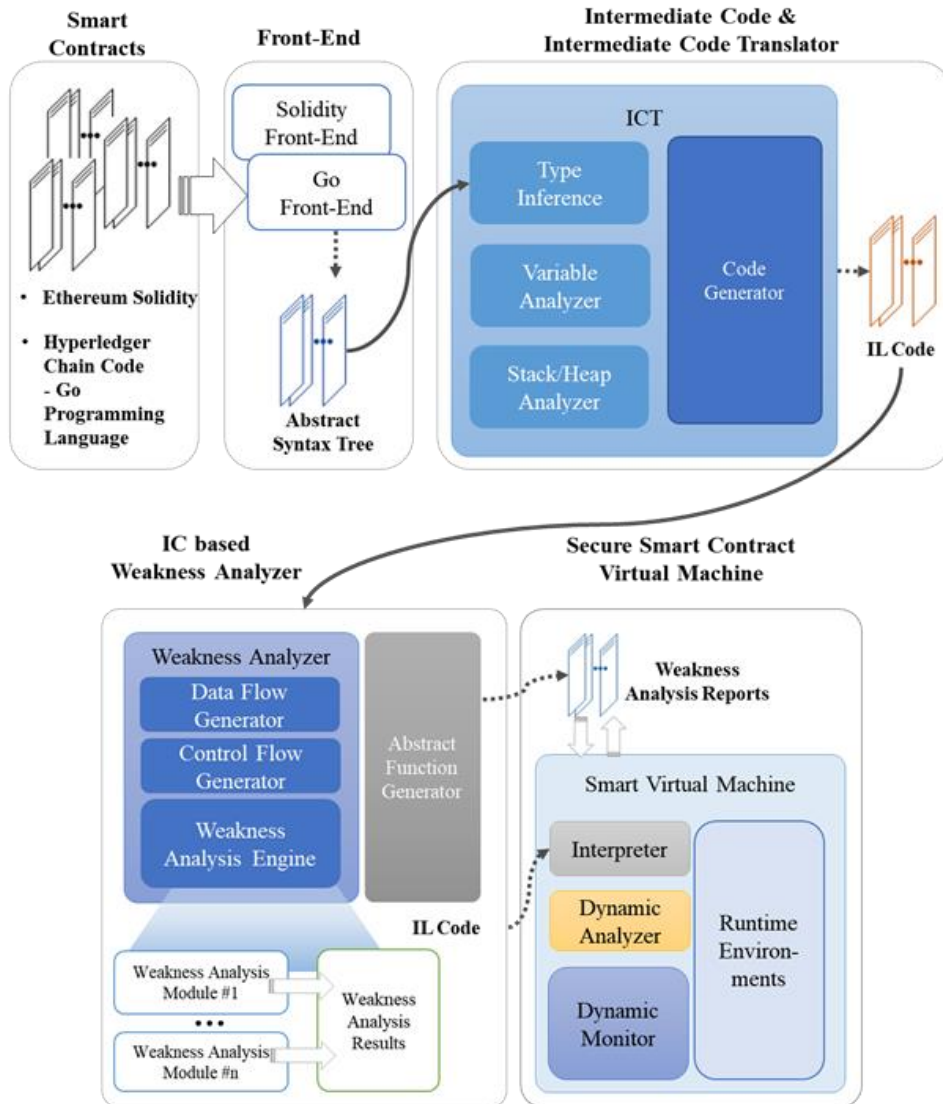 Smart
Contracts
Front-End
Intermediate Code &
Intermediate Code Translator
Solidity
Front-End
Go
Front-End
Abstract
Syntax Tree
• Ethereum Solidity
• Hyperledger
Chain Code
- Go
Programming
Language
ICT
Type
Inference
Variable
Analyzer
Stack/Heap
Analyzer
Code
Generator
IL Code
IC based
Weakness Analyzer
Secure Smart Contract
Virtual Machine
Weakness Analyzer
Data Flow
Generator
Control Flow
Generator
Weakness
Analysis Engine
Abstract
Function
Generator
IL Code
Weakness Analysis
Module #1
Weakness Analysis
Module #n
Weakness
Analysis
Results
Weakness
Analysis Reports
Smart Virtual Machine
Interpreter
Dynamic
Analyzer
Dynamic
Monitor
Runtime
Environ-
ments